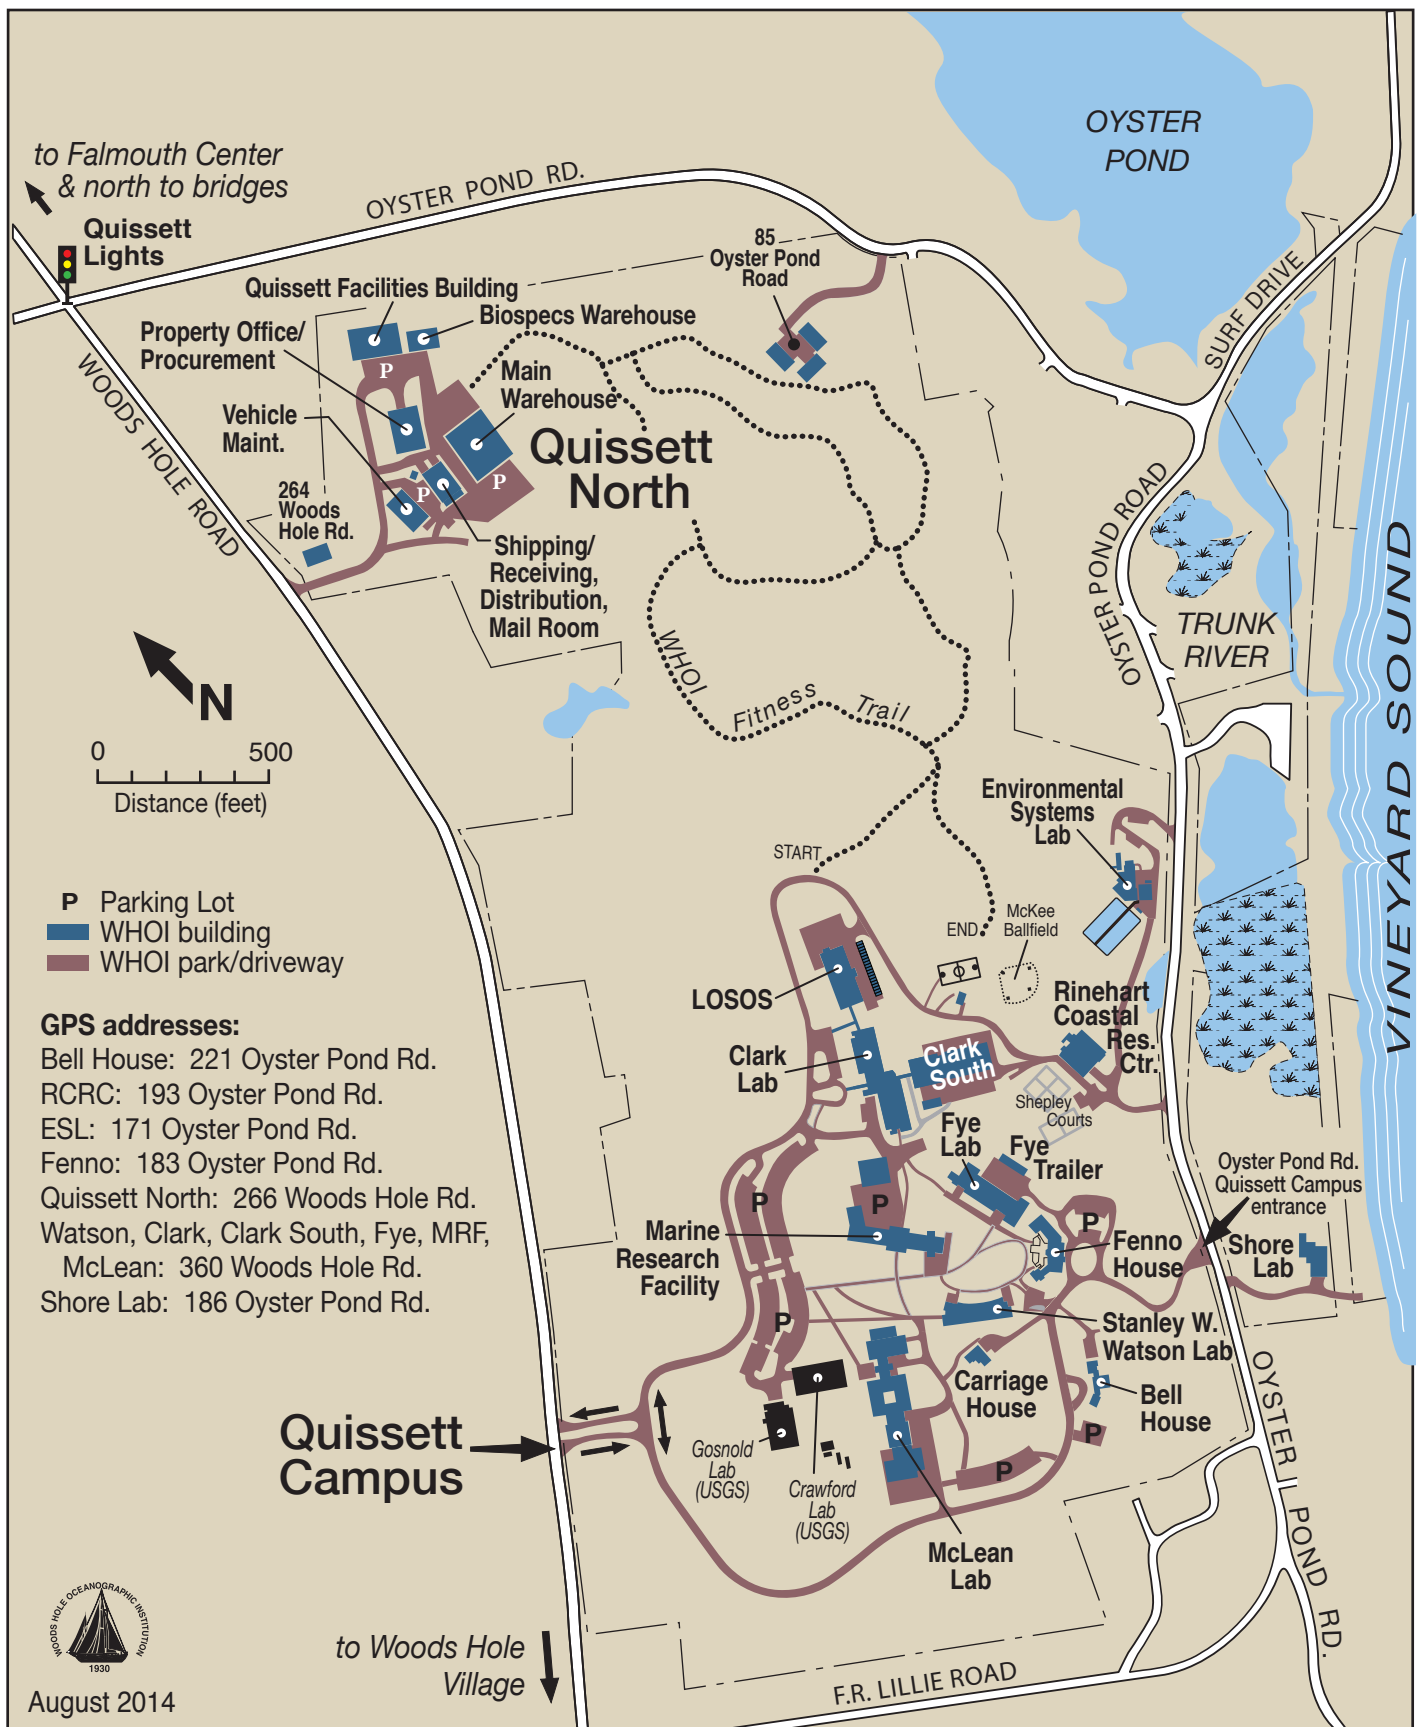 OYSTER
POND
to Falmouth Center
& north to bridges
OYSTER POND RD.
Quissett
Lights
85
Oyster Pond
Road
SURF DRIVE
Quissett Facilities Building
Biospecs Warehouse
Property Office/
Procurement
P
Main
Warehouse
WOODS HOLE ROAD
Vehicle
Maint.
Quissett
North
P
P
264
Woods
Hole Rd.
OYSTER POND ROAD
Shipping/
Receiving,
Distribution,
Mail Room
VINEYARD SOUND
TRUNK
RIVER
N
WHOI
Fitness
Trail
0
500
Distance (feet)
Environmental
Systems
Lab
START
P Parking Lot
WHOI building
WHOI park/driveway
END
McKee
Ballfield
LOSOS
Rinehart
Coastal
Res.
Ctr.
GPS addresses:
Bell House: 221 Oyster Pond Rd.
RCRC: 193 Oyster Pond Rd.
ESL: 171 Oyster Pond Rd.
Fenno: 183 Oyster Pond Rd.
Quissett North: 266 Woods Hole Rd.
Watson, Clark, Clark South, Fye, MRF,
McLean: 360 Woods Hole Rd.
Shore Lab: 186 Oyster Pond Rd.
Clark
Lab
Clark
South
Shepley
Courts
Fye
Lab
Fye
Trailer
Oyster Pond Rd.
Quissett Campus
entrance
P
P
P
Marine
Research
Facility
Fenno
House
Shore
Lab
P
Stanley W.
Watson Lab
Carriage
House
Bell
House
OYSTER POND RD.
P
P
Quissett
Campus
Gosnold
Lab
(USGS)
Crawford
Lab
(USGS)
McLean
Lab
WOODS HOLE OCEANOGRAPHIC INSTITUTION
1930
August 2014
to Woods Hole
Village
F.R. LILLIE ROAD